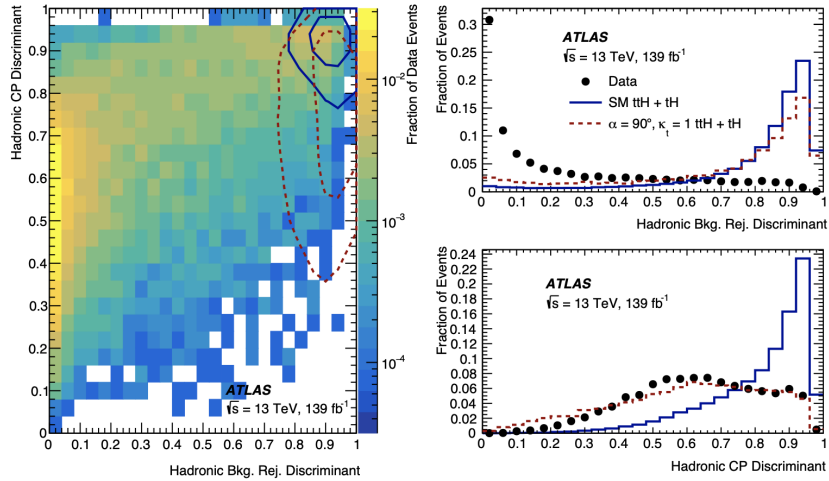 1
0.9
0.8
0.7
0.6
0.5
0.4
0.3
0.2
0.1
0
Hadronic CP Discriminant
ATLAS
√s = 13 TeV, 139 fb⁻¹
0 0.1 0.2 0.3 0.4 0.5 0.6 0.7 0.8 0.9 1
Hadronic Bkg. Rej. Discriminant
10⁻²
10⁻³
10⁻⁴
Fraction of Data Events
0.3
0.25
0.2
0.15
0.1
0.05
0
Fraction of Events
ATLAS
√s = 13 TeV, 139 fb⁻¹
Data
SM ttH + tH
α = 90°, κt = 1 ttH + tH
0 0.1 0.2 0.3 0.4 0.5 0.6 0.7 0.8 0.9 1
Hadronic Bkg. Rej. Discriminant
0.24
0.22
0.2
0.18
0.16
0.14
0.12
0.1
0.08
0.06
0.04
0.02
0
Fraction of Events
ATLAS
√s = 13 TeV, 139 fb⁻¹
0 0.1 0.2 0.3 0.4 0.5 0.6 0.7 0.8 0.9 1
Hadronic CP Discriminant